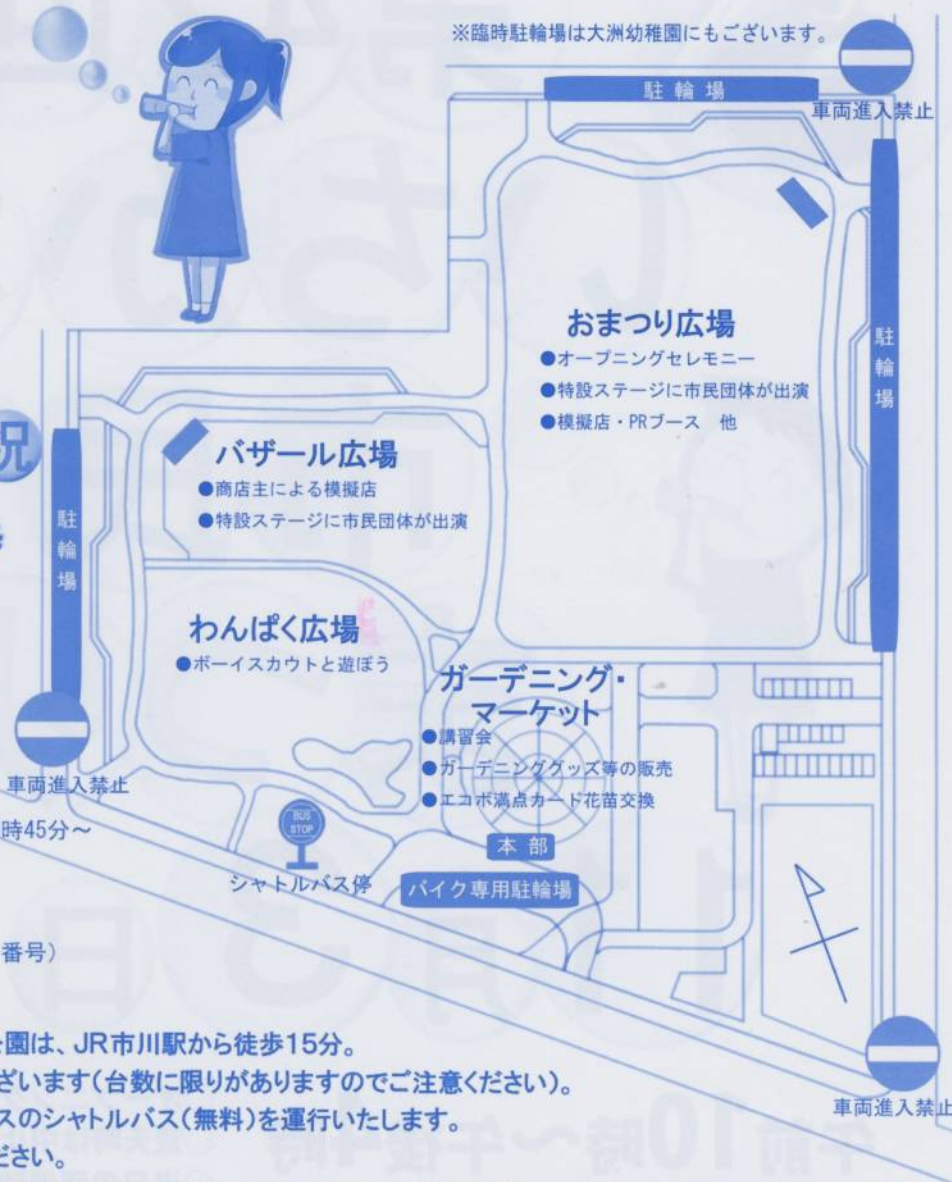 ※臨時駐輪場は大洲幼稚園にもございます。
駐輪場
車両進入禁止
おまつり広場
●オープニングセレモニー
●特設ステージに市民団体が出演
●模擬店・PRブース　他
駐輪場
バザール広場
●商店主による模擬店
●特設ステージに市民団体が出演
況
駐輪場
わんぱく広場
●ボーイスカウトと遊ぼう
ガーデニング・
マーケット
●講習会
●ガーデニンググッズ等の販売
●エコボ満点カード花苗交換
車両進入禁止
時45分～
BUS
STOP
シャトルバス停
本部
バイク専用駐輪場
番号）
園は、JR市川駅から徒歩15分。
ざいます（台数に限りがありますのでご注意ください）。
スのシャトルバス（無料）を運行いたします。
ださい。
車両進入禁止